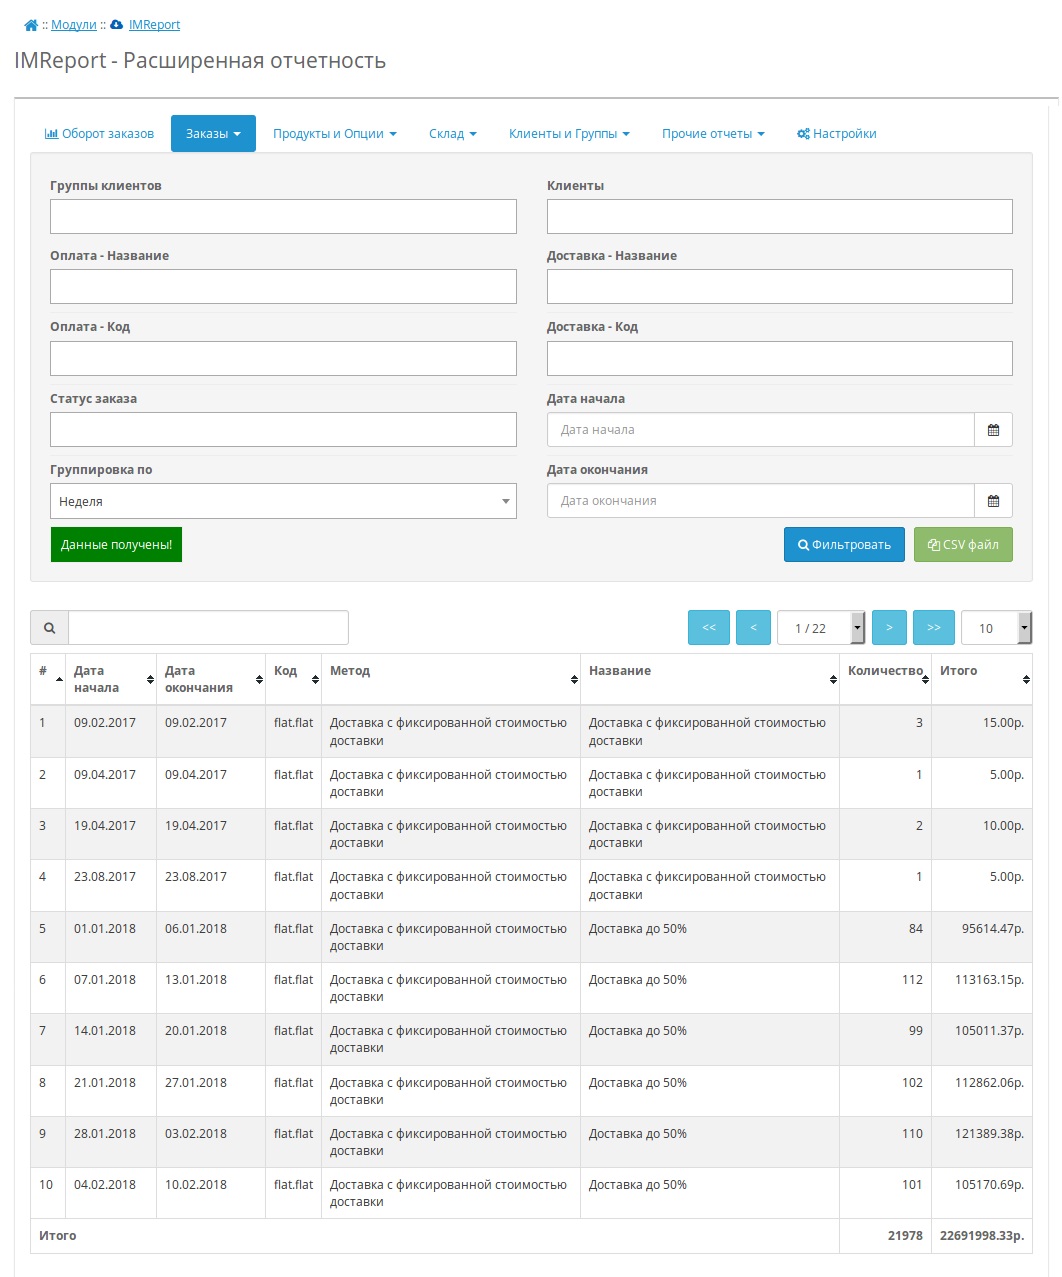 :: Модули :: IMReport
IMReport - Расширенная отчетность
Оборот заказов Заказы Продукты и Опции Склад Клиенты и Группы Прочие отчеты Настройки
Группы клиентов Клиенты
Оплата - Название Доставка - Название
Оплата - Код Доставка - Код
Статус заказа Дата начала
Дата начала
Группировка по Дата окончания
Неделя Дата окончания
Данные получены! Фильтровать CSV файл
<< < 1 / 22 > >> 10
# Дата Дата Код Метод Название Количество Итого
начала окончания
1 09.02.2017 09.02.2017 flat.flat Доставка с фиксированной стоимостью Доставка с фиксированной стоимостью 3 15.00р.
доставки доставки
2 09.04.2017 09.04.2017 flat.flat Доставка с фиксированной стоимостью Доставка с фиксированной стоимостью 1 5.00р.
доставки доставки
3 19.04.2017 19.04.2017 flat.flat Доставка с фиксированной стоимостью Доставка с фиксированной стоимостью 2 10.00р.
доставки доставки
4 23.08.2017 23.08.2017 flat.flat Доставка с фиксированной стоимостью Доставка с фиксированной стоимостью 1 5.00р.
доставки доставки
5 01.01.2018 06.01.2018 flat.flat Доставка с фиксированной стоимостью Доставка до 50% 84 95614.47р.
доставки
6 07.01.2018 13.01.2018 flat.flat Доставка с фиксированной стоимостью Доставка до 50% 112 113163.15р.
доставки
7 14.01.2018 20.01.2018 flat.flat Доставка с фиксированной стоимостью Доставка до 50% 99 105011.37р.
доставки
8 21.01.2018 27.01.2018 flat.flat Доставка с фиксированной стоимостью Доставка до 50% 102 112862.06р.
доставки
9 28.01.2018 03.02.2018 flat.flat Доставка с фиксированной стоимостью Доставка до 50% 110 121389.38р.
доставки
10 04.02.2018 10.02.2018 flat.flat Доставка с фиксированной стоимостью Доставка до 50% 101 105170.69р.
доставки
Итого 21978 22691998.33р.